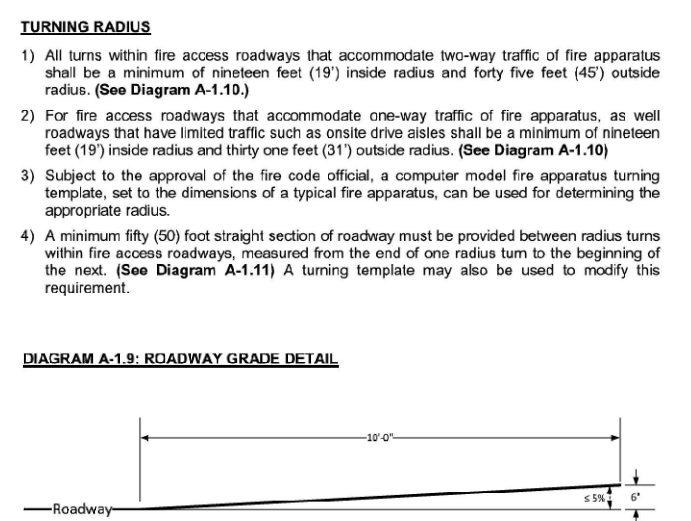 TURNING RADIUS
1) All turns within fire access roadways that accommodate two-way traffic of fire apparatus
shall be a minimum of nineteen feet (19') inside radius and forty five feet (45') outside
radius. (See Diagram A-1.10.)
2) For fire access roadways that accommodate one-way traffic of fire apparatus, as well
roadways that have limited traffic such as onsite drive aisles shall be a minimum of nineteen
feet (19') inside radius and thirty one feet (31') outside radius. (See Diagram A-1.10)
3) Subject to the approval of the fire code official, a computer model fire apparatus turning
template, set to the dimensions of a typical fire apparatus, can be used for determining the
appropriate radius.
4) A minimum fifty (50) foot straight section of roadway must be provided between radius turns
within fire access roadways, measured from the end of one radius turn to the beginning of
the next. (See Diagram A-1.11) A turning template may also be used to modify this
requirement.
DIAGRAM A-1.9: ROADWAY GRADE DETAIL
10'-0"
≤ 5%
6"
Roadway